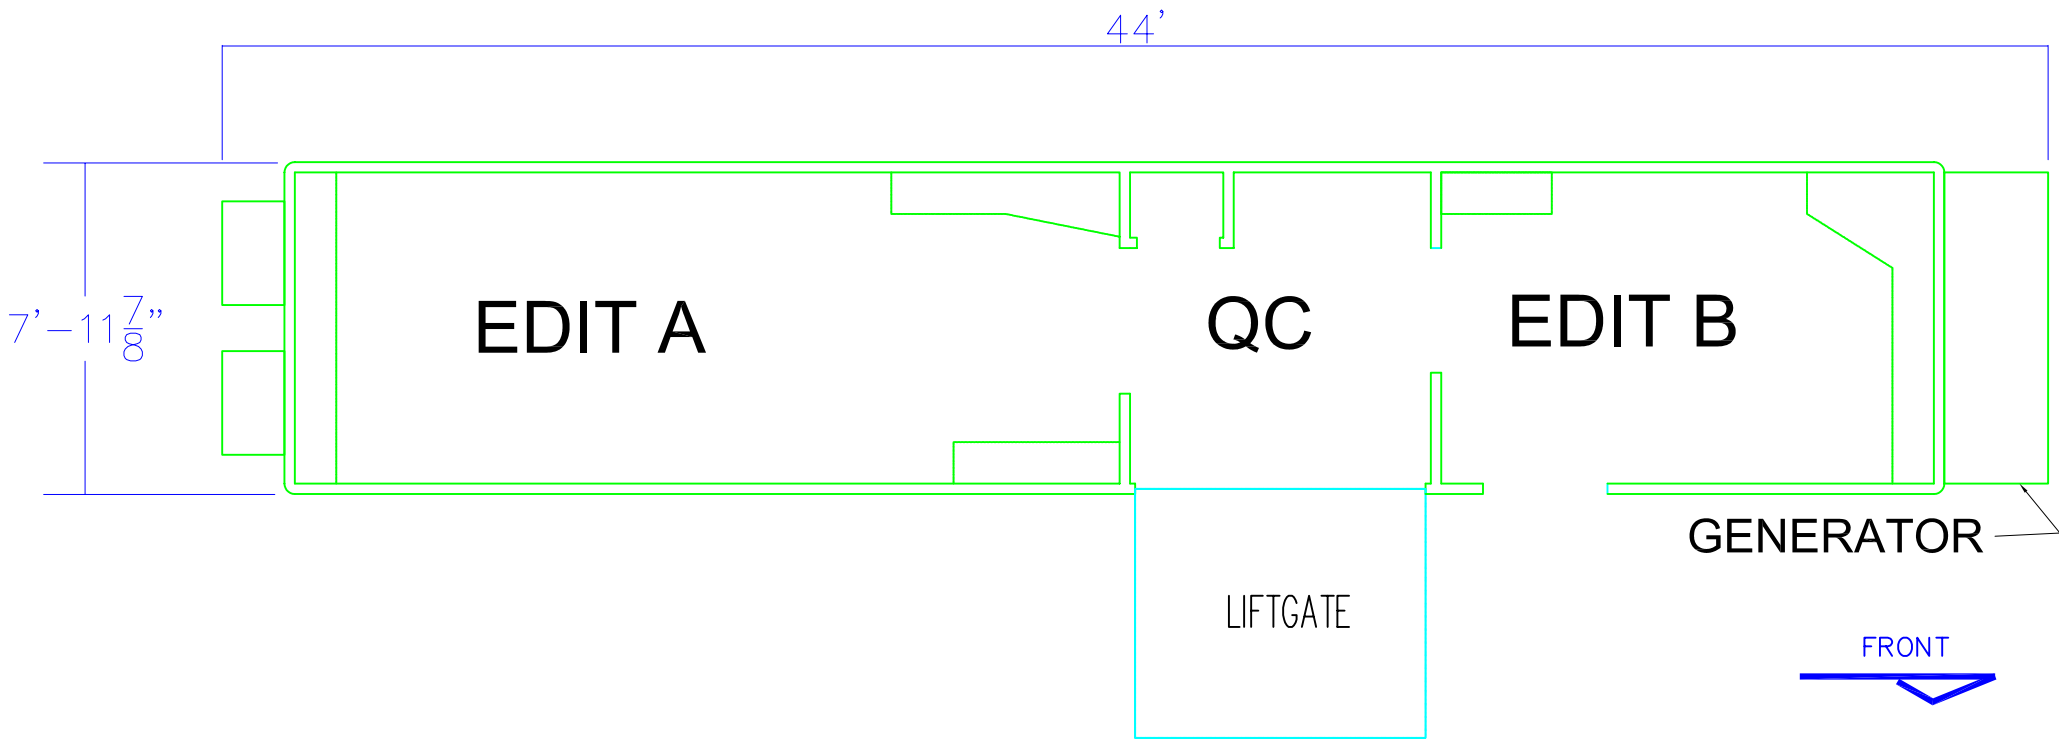 44'
7'-11 7/8"
EDIT A
QC
EDIT B
GENERATOR
LIFTGATE
FRONT